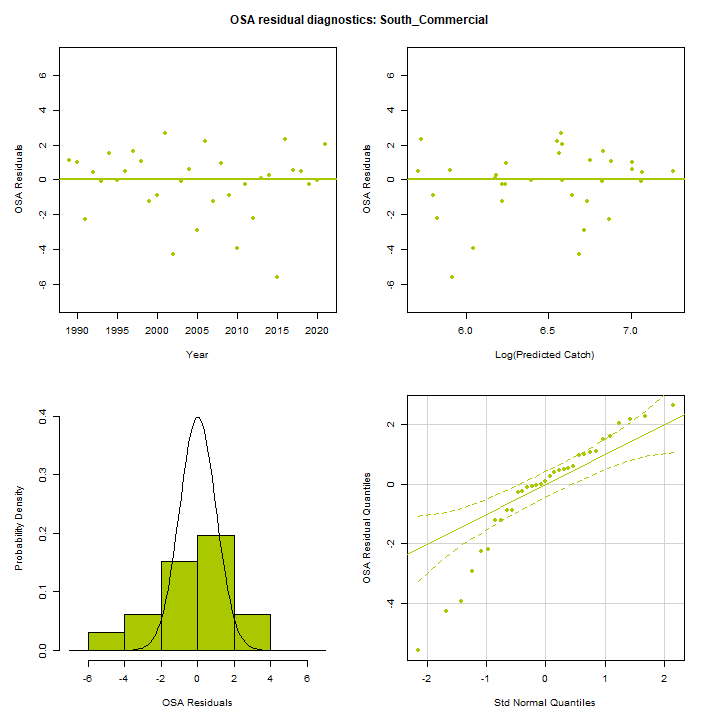 OSA residual diagnostics: South_Commercial
OSA Residuals
6
4
2
0
-2
-4
-6
1990 1995 2000 2005 2010 2015 2020
Year
OSA Residuals
6
4
2
0
-2
-4
-6
6.0 6.5 7.0
Log(Predicted Catch)
Probability Density
0.4
0.3
0.2
0.1
0.0
-6 -4 -2 0 2 4 6
OSA Residuals
OSA Residual Quantiles
2
0
-2
-4
-2 -1 0 1 2
Std Normal Quantiles